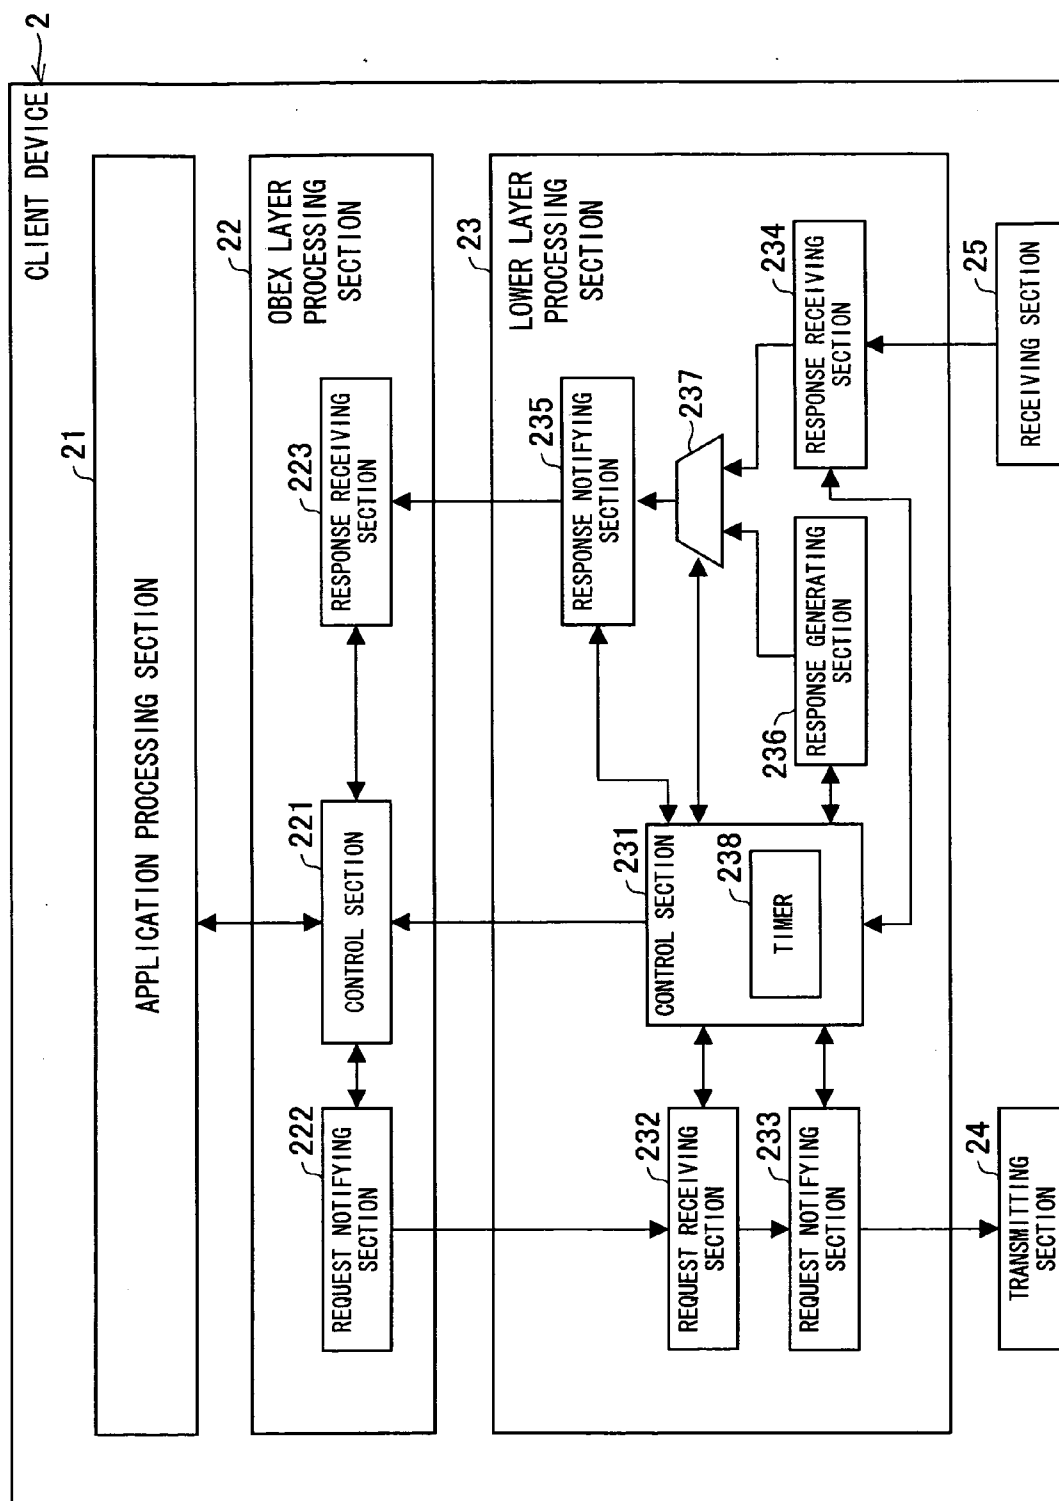 CLIENT DEVICE
2
21
APPLICATION PROCESSING SECTION
22
OBEX LAYER
PROCESSING
SECTION
222
REQUEST NOTIFYING
SECTION
221
CONTROL SECTION
223
RESPONSE RECEIVING
SECTION
23
LOWER LAYER
PROCESSING
SECTION
232
REQUEST RECEIVING
SECTION
233
REQUEST NOTIFYING
SECTION
231
CONTROL SECTION
238
TIMER
235
RESPONSE NOTIFYING
SECTION
237
236
RESPONSE GENERATING
SECTION
234
RESPONSE RECEIVING
SECTION
24
TRANSMITTING
SECTION
25
RECEIVING SECTION